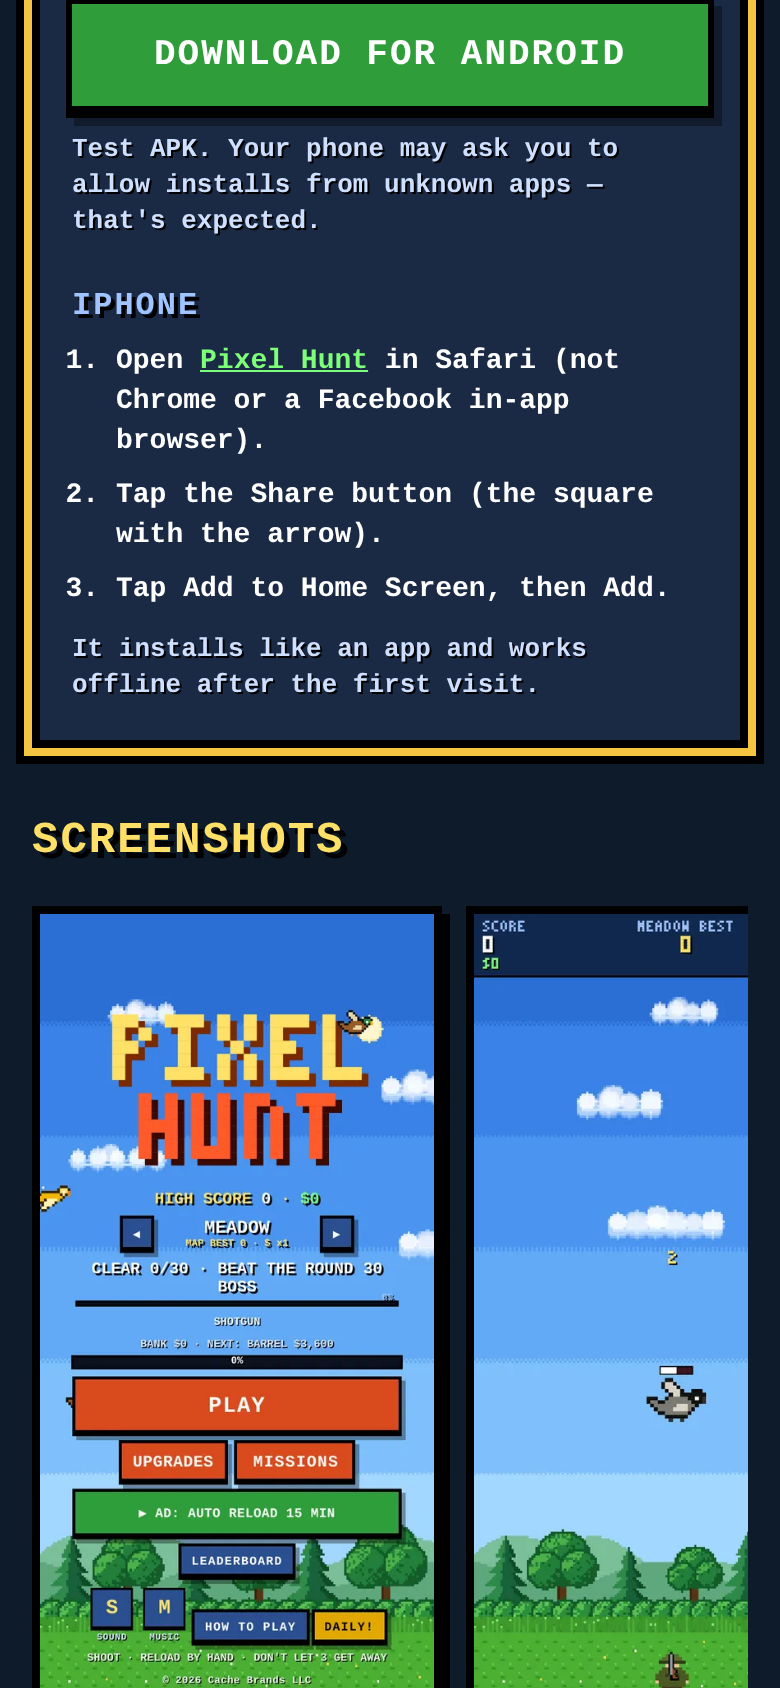 DOWNLOAD FOR ANDROID
Test APK. Your phone may ask you to
allow installs from unknown apps —
that's expected.
IPHONE
1. Open Pixel Hunt in Safari (not
Chrome or a Facebook in-app
browser).
2. Tap the Share button (the square
with the arrow).
3. Tap Add to Home Screen, then Add.
It installs like an app and works
offline after the first visit.
SCREENSHOTS
PIXEL
HUNT
HIGH SCORE 0 · $0
◄ MEADOW ►
MAP BEST 0 · $ x1
CLEAR 0/30 · BEAT THE ROUND 30
BOSS
0%
SHOTGUN
BANK $0 · NEXT: BARREL $3,600
0%
PLAY
UPGRADES MISSIONS
► AD: AUTO RELOAD 15 MIN
LEADERBOARD
S M
SOUND MUSIC
HOW TO PLAY DAILY!
SHOOT · RELOAD BY HAND · DON'T LET 3 GET AWAY
© 2026 Cache Brands LLC
SCORE MEADOW BEST
0 0
$0
2